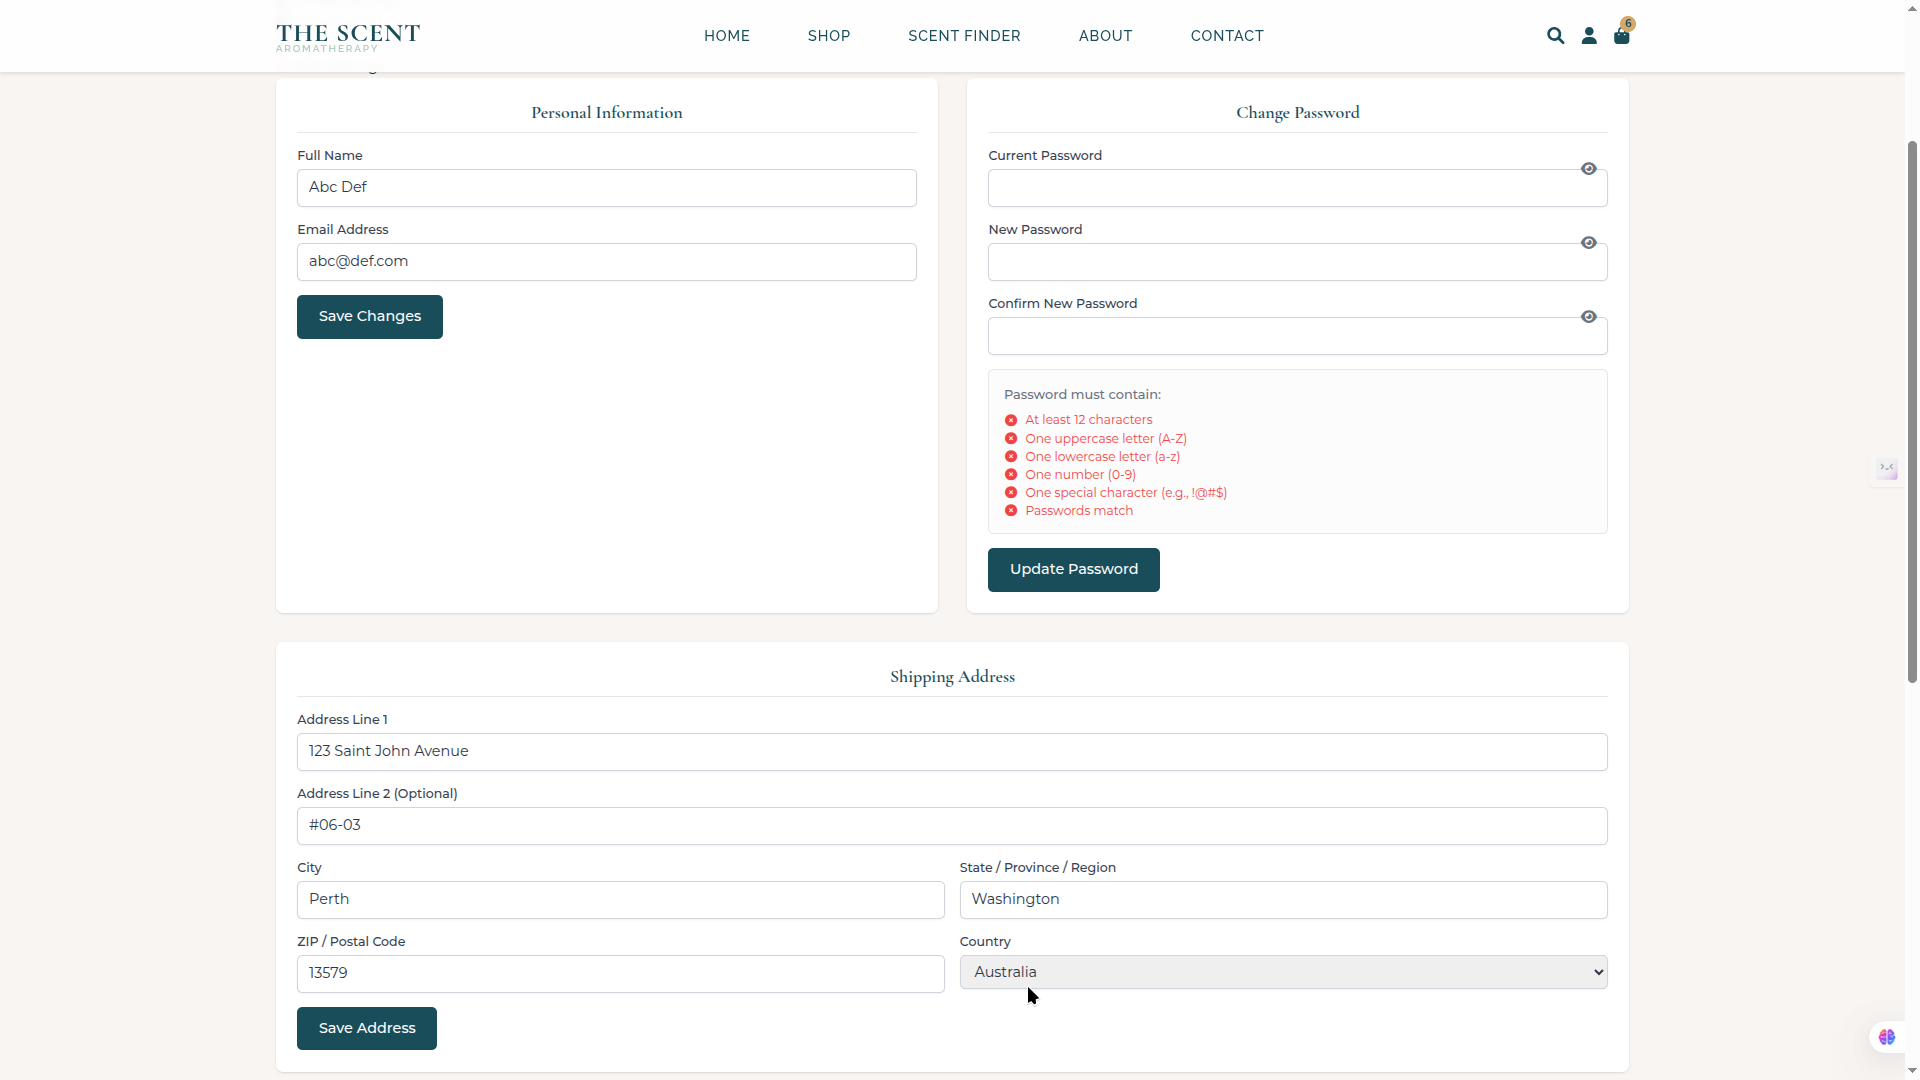 THE SCENT
AROMATHERAPY
HOME SHOP SCENT FINDER ABOUT CONTACT
6
Personal Information
Full Name
Abc Def
Email Address
abc@def.com
Save Changes
Change Password
Current Password
New Password
Confirm New Password
Password must contain:
At least 12 characters
One uppercase letter (A-Z)
One lowercase letter (a-z)
One number (0-9)
One special character (e.g., !@#$)
Passwords match
Update Password
Shipping Address
Address Line 1
123 Saint John Avenue
Address Line 2 (Optional)
#06-03
City
Perth
State / Province / Region
Washington
ZIP / Postal Code
13579
Country
Australia
Save Address